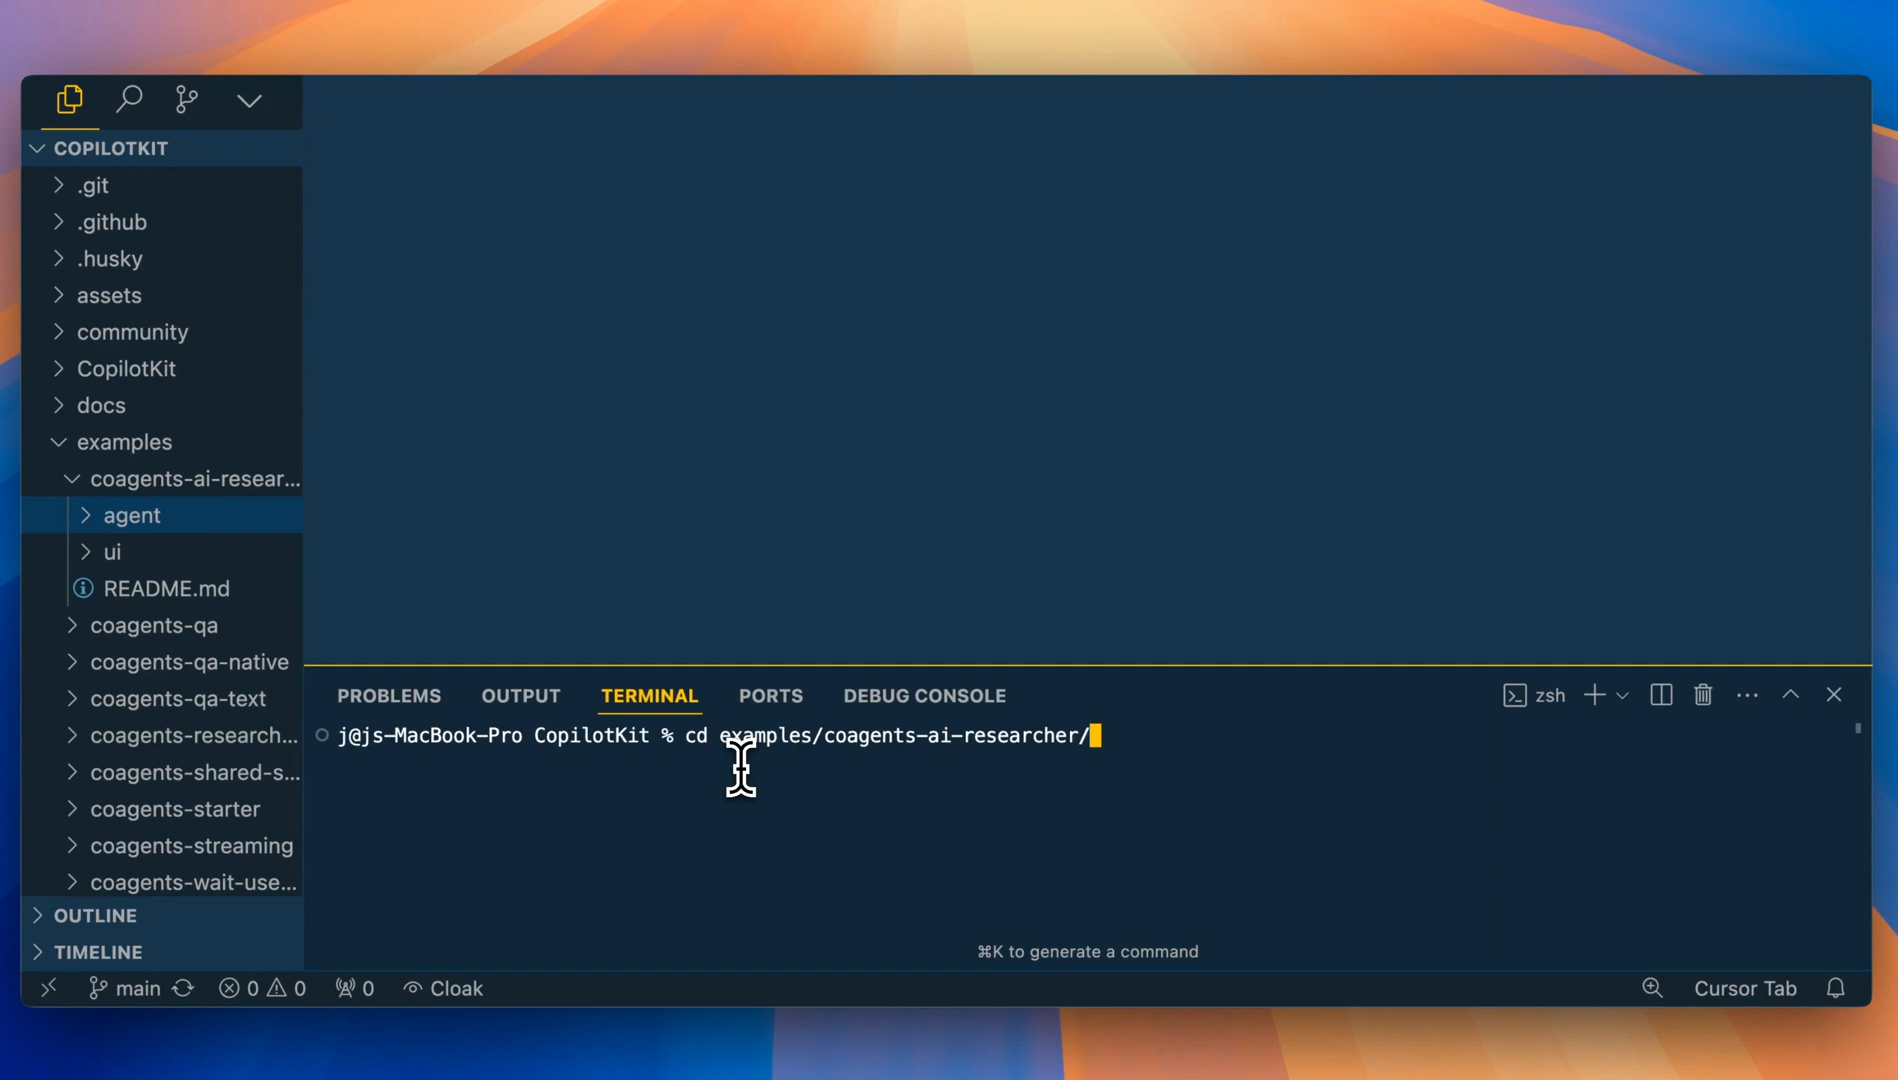 COPILOTKIT
.git
.github
.husky
assets
community
CopilotKit
docs
examples
coagents-ai-resear...
agent
ui
README.md
coagents-qa
coagents-qa-native
coagents-qa-text
coagents-research...
coagents-shared-s...
coagents-starter
coagents-streaming
coagents-wait-use...
OUTLINE
TIMELINE
PROBLEMS OUTPUT TERMINAL PORTS DEBUG CONSOLE zsh
j@js-MacBook-Pro CopilotKit % cd examples/coagents-ai-researcher/
⌘K to generate a command
main 0 0 0 Cloak Cursor Tab